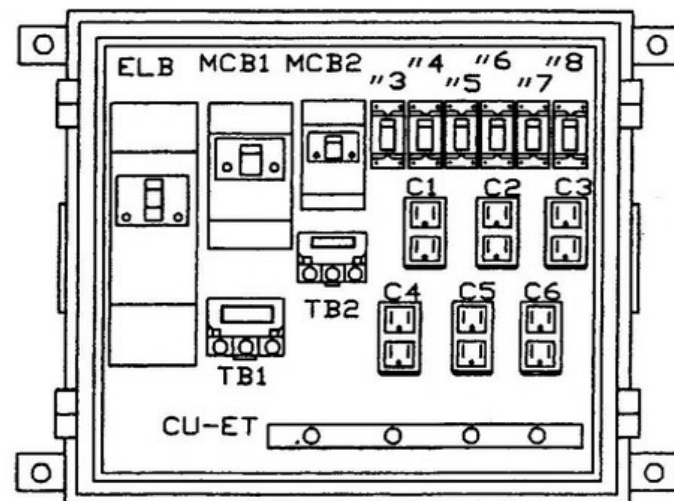 ELB MCB1 MCB2 〃3 〃4 〃5 〃6 〃7 〃8
C1 C2 C3
TB2 C4 C5 C6
TB1
CU-ET